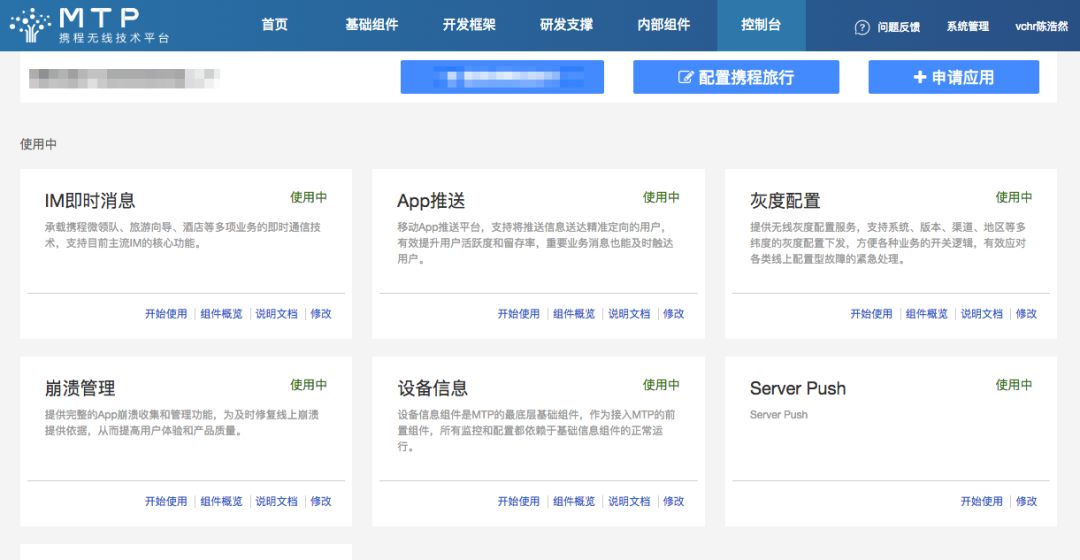 MTP
携程无线技术平台
首页
基础组件
开发框架
研发支撑
内部组件
控制台
问题反馈
系统管理
vchr陈浩然
配置携程旅行
申请应用
使用中
IM即时消息
使用中
承载携程微领队、旅游向导、酒店等多项业务的即时通信技
术，支持目前主流IM的核心功能。
开始使用
组件概览
说明文档
修改
App推送
使用中
移动App推送平台，支持将推送信息送达精准定向的用户，
有效提升用户活跃度和留存率，重要业务消息也能及时触达
用户。
开始使用
组件概览
说明文档
修改
灰度配置
使用中
提供无线灰度配置服务，支持系统、版本、渠道、地区等多
纬度的灰度配置下发，方便各种业务的开关逻辑，有效应对
各类线上配置型故障的紧急处理。
开始使用
组件概览
说明文档
修改
崩溃管理
使用中
提供完整的App崩溃收集和管理功能，为及时修复线上崩溃
提供依据，从而提高用户体验和产品质量。
开始使用
组件概览
说明文档
修改
设备信息
使用中
设备信息组件是MTP的最底层基础组件，作为接入MTP的前
置组件，所有监控和配置都依赖于基础信息组件的正常运
行。
开始使用
组件概览
说明文档
修改
Server Push
使用中
Server Push
开始使用
修改